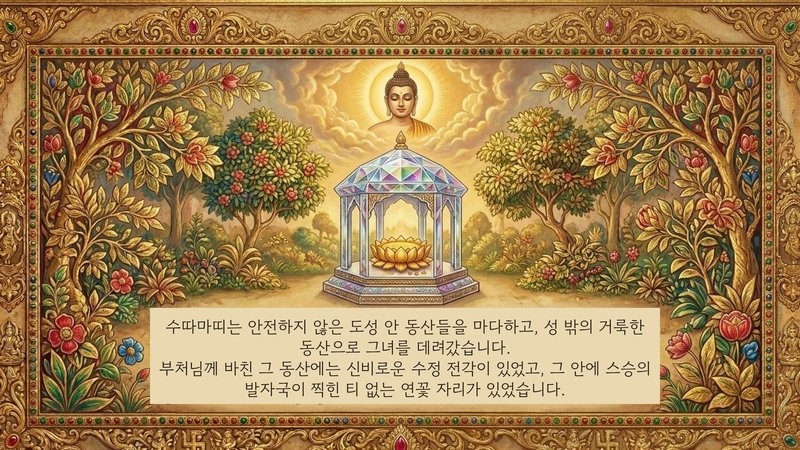 수따마띠는 안전하지 않은 도성 안 동산들을 마다하고, 성 밖의 거룩한
동산으로 그녀를 데려갔습니다.
부처님께 바친 그 동산에는 신비로운 수정 전각이 있었고, 그 안에 스승의
발자국이 찍힌 티 없는 연꽃 자리가 있었습니다.